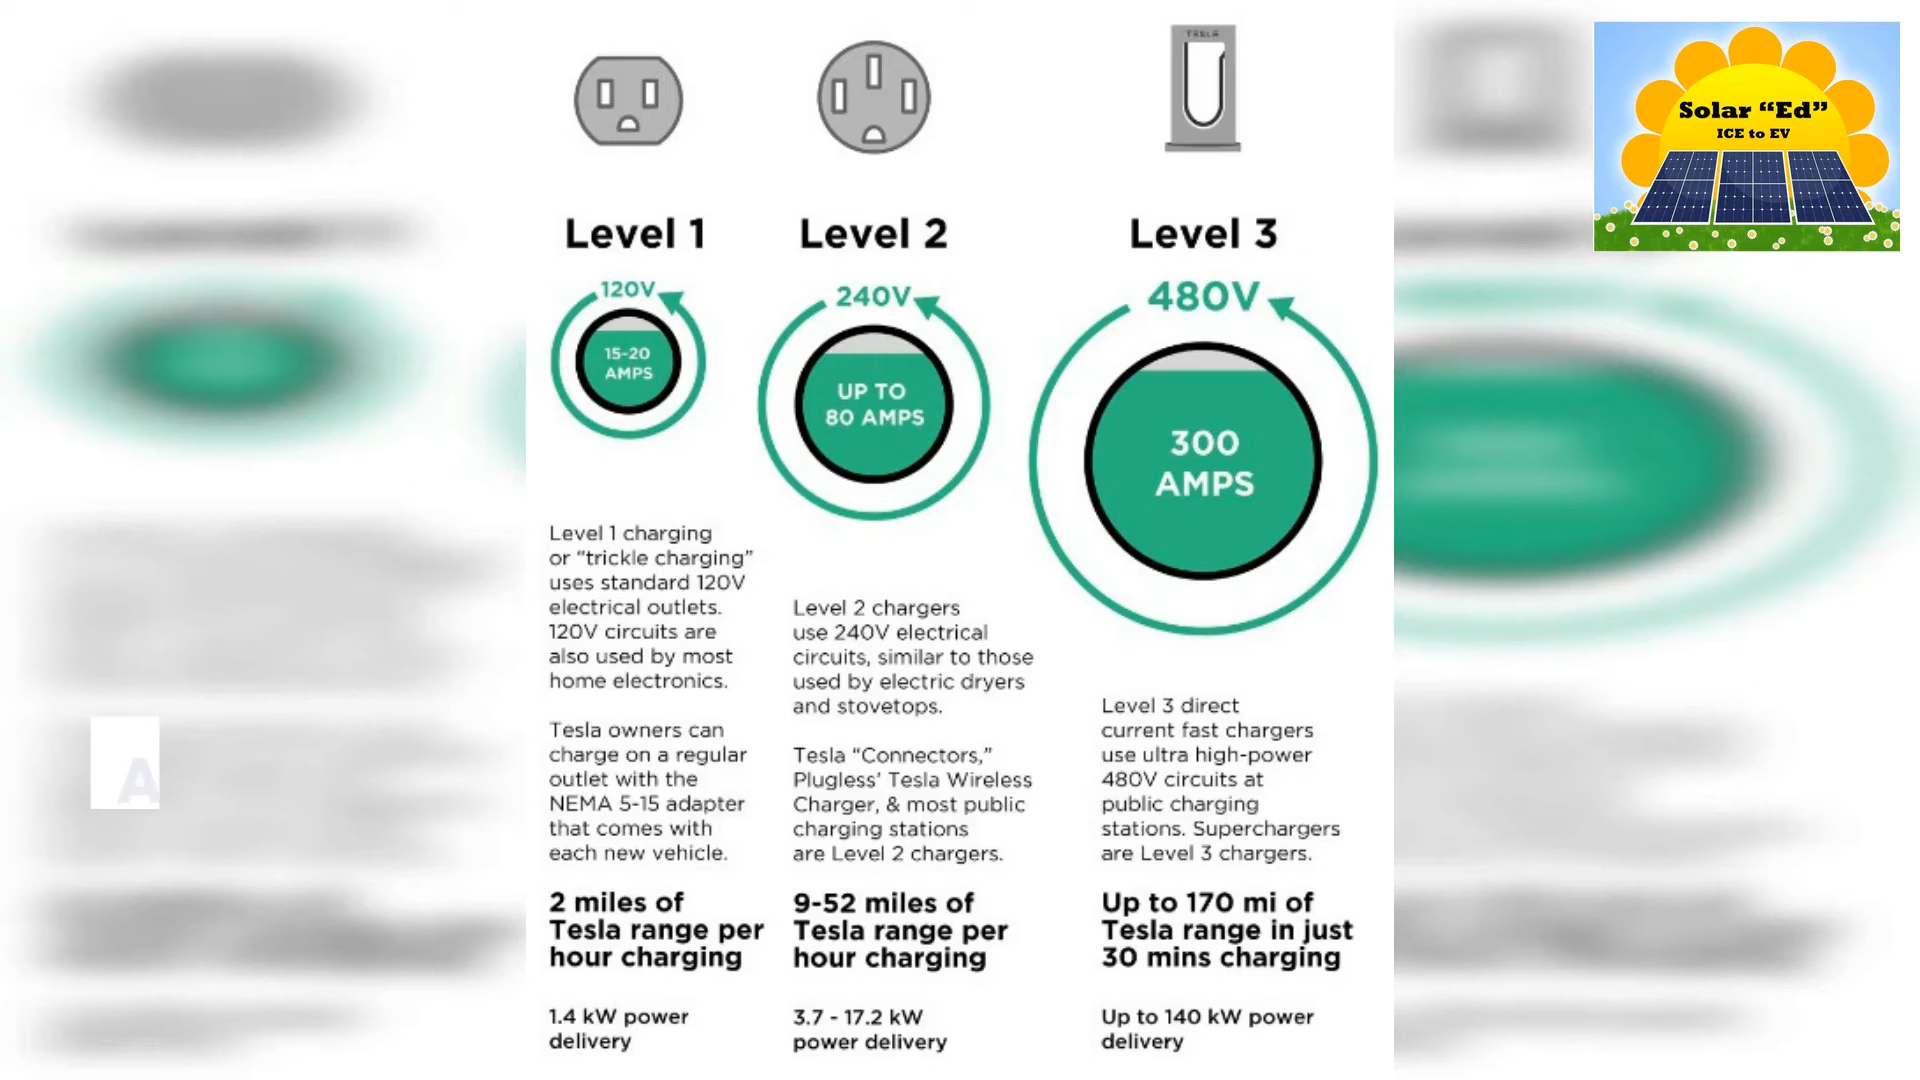 TESLA
Solar “Ed”
ICE to EV
Level 1
120V
15-20
AMPS
Level 1 charging
or “trickle charging”
uses standard 120V
electrical outlets.
120V circuits are
also used by most
home electronics.
Tesla owners can
charge on a regular
outlet with the
NEMA 5-15 adapter
that comes with
each new vehicle.
2 miles of
Tesla range per
hour charging
1.4 kW power
delivery
Level 2
240V
UP TO
80 AMPS
Level 2 chargers
use 240V electrical
circuits, similar to those
used by electric dryers
and stovetops.
Tesla “Connectors,”
Plugless’ Tesla Wireless
Charger, & most public
charging stations
are Level 2 chargers.
9-52 miles of
Tesla range per
hour charging
3.7 - 17.2 kW
power delivery
Level 3
480V
300
AMPS
Level 3 direct
current fast chargers
use ultra high-power
480V circuits at
public charging
stations. Superchargers
are Level 3 chargers.
Up to 170 mi of
Tesla range in just
30 mins charging
Up to 140 kW power
delivery
A